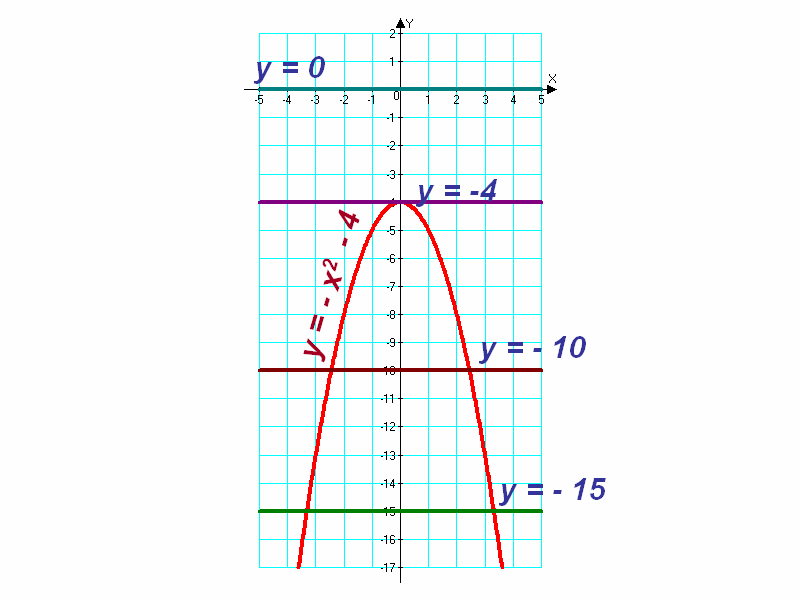 Y
2
1
y = 0
X
-5 -4 -3 -2 -1 0 1 2 3 4 5
-1
-2
-3
y = -4
-4
y = - x² - 4
-5
-6
-7
-8
-9
y = - 10
-10
-11
-12
-13
-14
y = - 15
-15
-16
-17